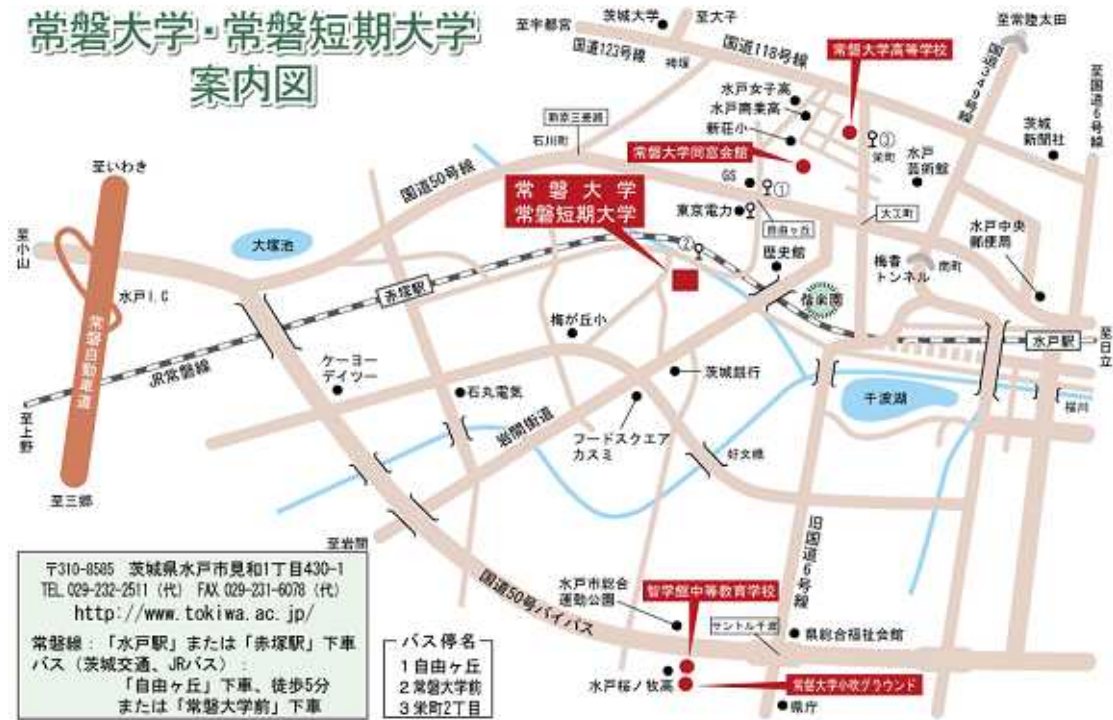 常磐大学・常磐短期大学
案内図
至宇都宮
茨城大学
至大子
国道123号線
袴塚
国道118号線
常磐大学高等学校
至常陸太田
国道349号線
至国道6号線
水戸女子高
水戸商業高
新荘小
常磐大学同窓会館
③
栄町
水戸
芸術館
茨城
新聞社
石川町
至いわき
国道50号線
常磐大学
常磐短期大学
GS
①
東京電力
自由ヶ丘
大工町
至小山
大塚池
水戸I.C
赤塚駅
②
歴史館
偕楽園
梅香
トンネル
南町
水戸中央
郵便局
常磐自動車道
JR常磐線
梅が丘小
水戸駅
至日立
至上野
ケーヨー
デイツー
石丸電気
茨城銀行
千波湖
桜川
岩間街道
フードスクエア
カスミ
好文橋
至三郷
至岩間
旧国道6号線
国道50号バイパス
〒310-8585 茨城県水戸市見和1丁目430-1
TEL 029-232-2511 (代) FAX 029-231-6078 (代)
http://www.tokiwa.ac.jp/
常磐線:「水戸駅」または「赤塚駅」下車
バス(茨城交通、JRバス):
「自由ヶ丘」下車、徒歩5分
または「常磐大学前」下車
バス停名
1 自由ヶ丘
2 常磐大学前
3 栄町2丁目
水戸市総合
運動公園
智学館中等教育学校
サントル千波
県総合福祉会館
水戸桜ノ牧高
常磐大学小吹グラウンド
県庁